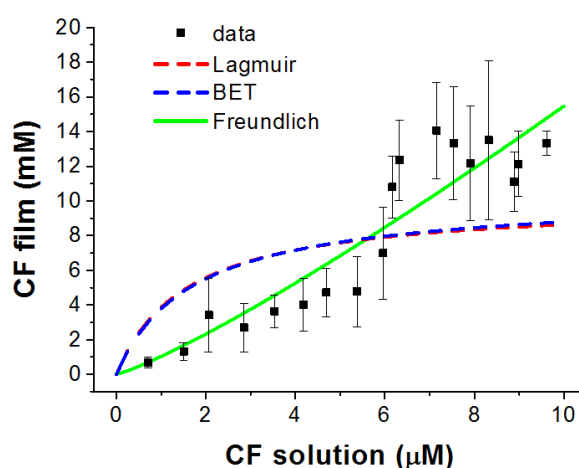 20
18
16
14
12
10
8
6
4
2
0
CF film (mM)
data
Lagmuir
BET
Freundlich
0 2 4 6 8 10
CF solution (μM)